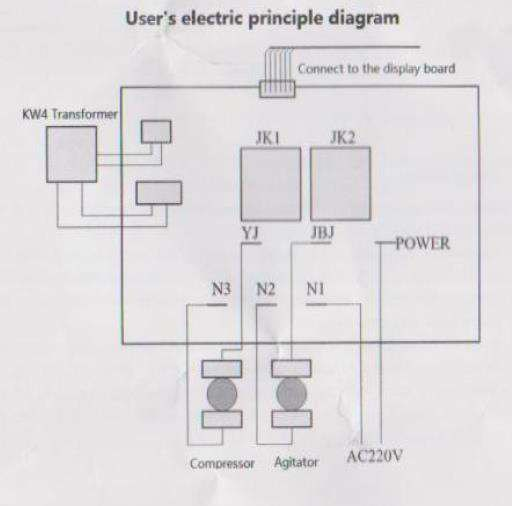 User's electric principle diagram
Connect to the display board
KW4 Transformer
JK1 JK2
YJ JBJ POWER
N3 N2 N1
Compressor Agitator AC220V